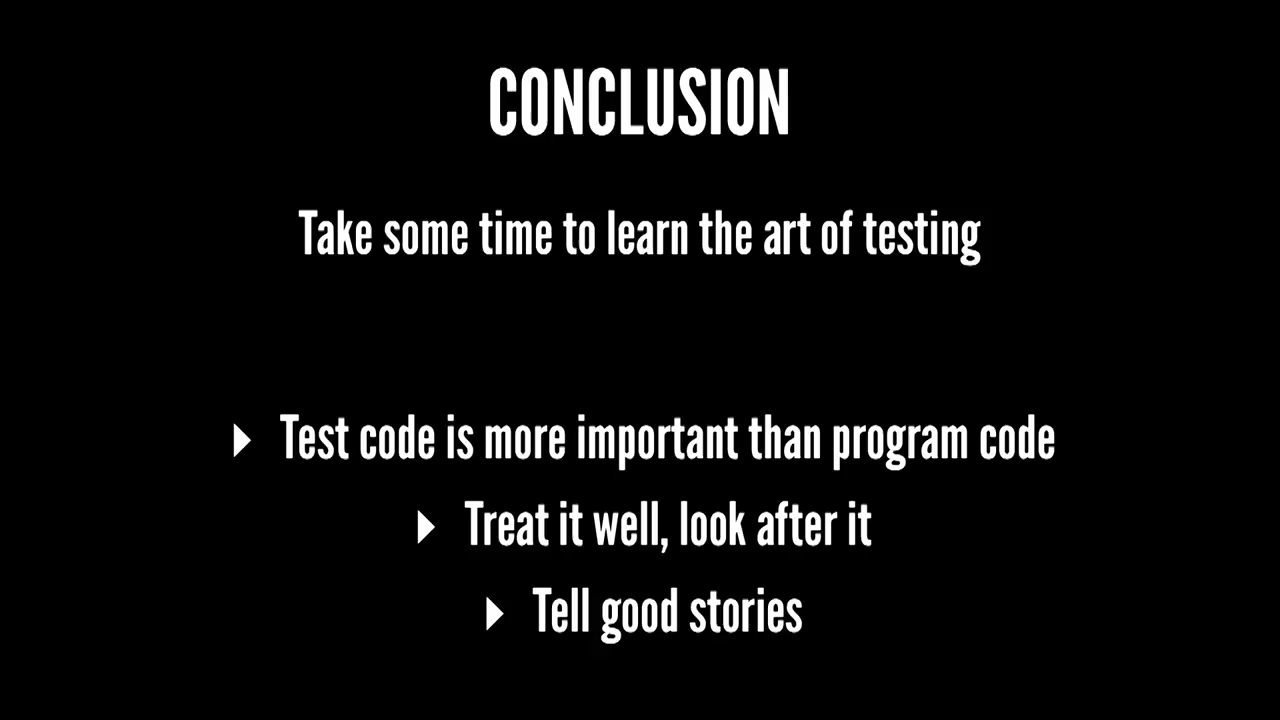 CONCLUSION
Take some time to learn the art of testing
▸ Test code is more important than program code
▸ Treat it well, look after it
▸ Tell good stories